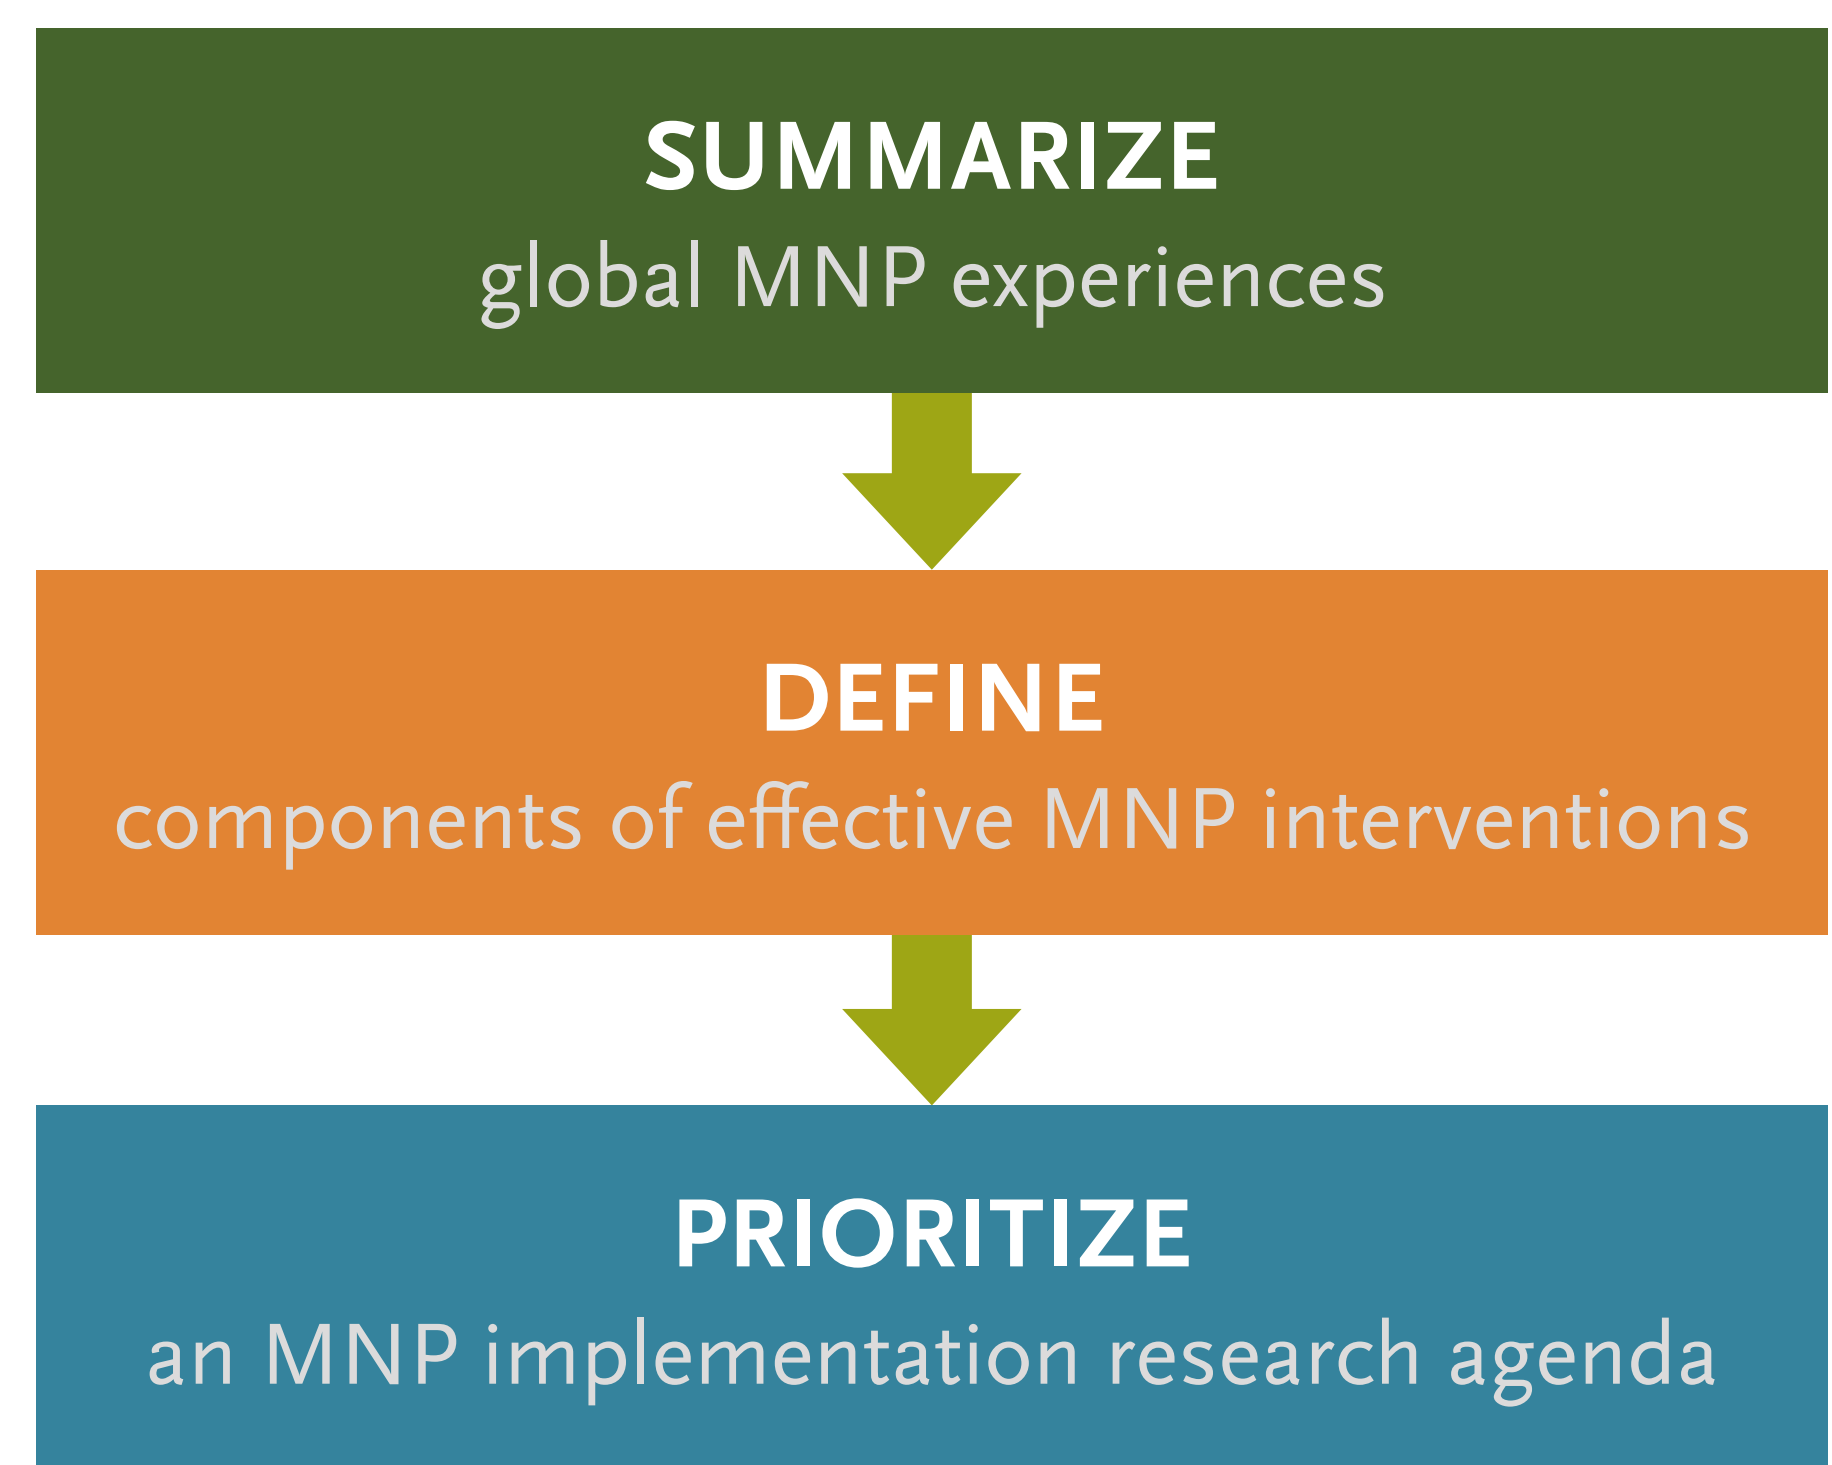 SUMMARIZE
global MNP experiences
DEFINE
components of effective MNP interventions
PRIORITIZE
an MNP implementation research agenda